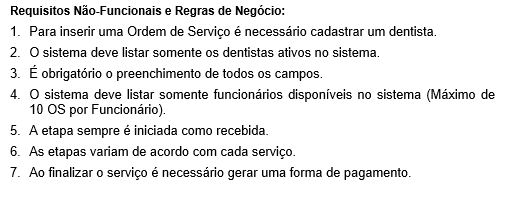 Requisitos Não-Funcionais e Regras de Negócio:
1. Para inserir uma Ordem de Serviço é necessário cadastrar um dentista.
2. O sistema deve listar somente os dentistas ativos no sistema.
3. É obrigatório o preenchimento de todos os campos.
4. O sistema deve listar somente funcionários disponíveis no sistema (Máximo de
10 OS por Funcionário).
5. A etapa sempre é iniciada como recebida.
6. As etapas variam de acordo com cada serviço.
7. Ao finalizar o serviço é necessário gerar uma forma de pagamento.